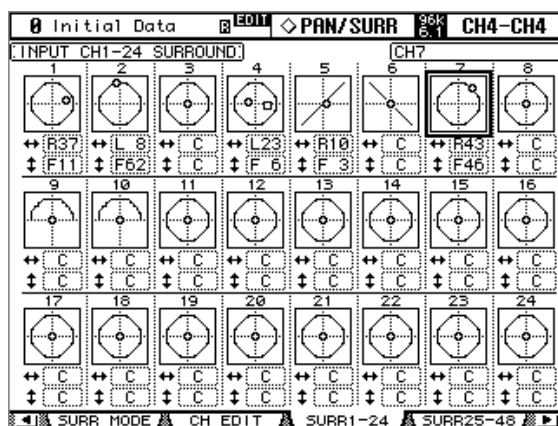 0 Initial Data R EDIT ◇PAN/SURR 96k 6.1 CH4-CH4
INPUT CH1-24 SURROUND CH7
1 2 3 4 5 6 7 8
↔ R37 ↔ L 8 ↔ C ↔ L23 ↔ R10 ↔ C ↔ R43 ↔ C
↕ F11 ↕ F62 ↕ C ↕ F 6 ↕ F 3 ↕ C ↕ F46 ↕ C
9 10 11 12 13 14 15 16
↔ C ↔ C ↔ C ↔ C ↔ C ↔ C ↔ C ↔ C
↕ C ↕ C ↕ C ↕ C ↕ C ↕ C ↕ C ↕ C
17 18 19 20 21 22 23 24
↔ C ↔ C ↔ C ↔ C ↔ C ↔ C ↔ C ↔ C
↕ C ↕ C ↕ C ↕ C ↕ C ↕ C ↕ C ↕ C
SURR MODE CH EDIT SURR1-24 SURR25-48